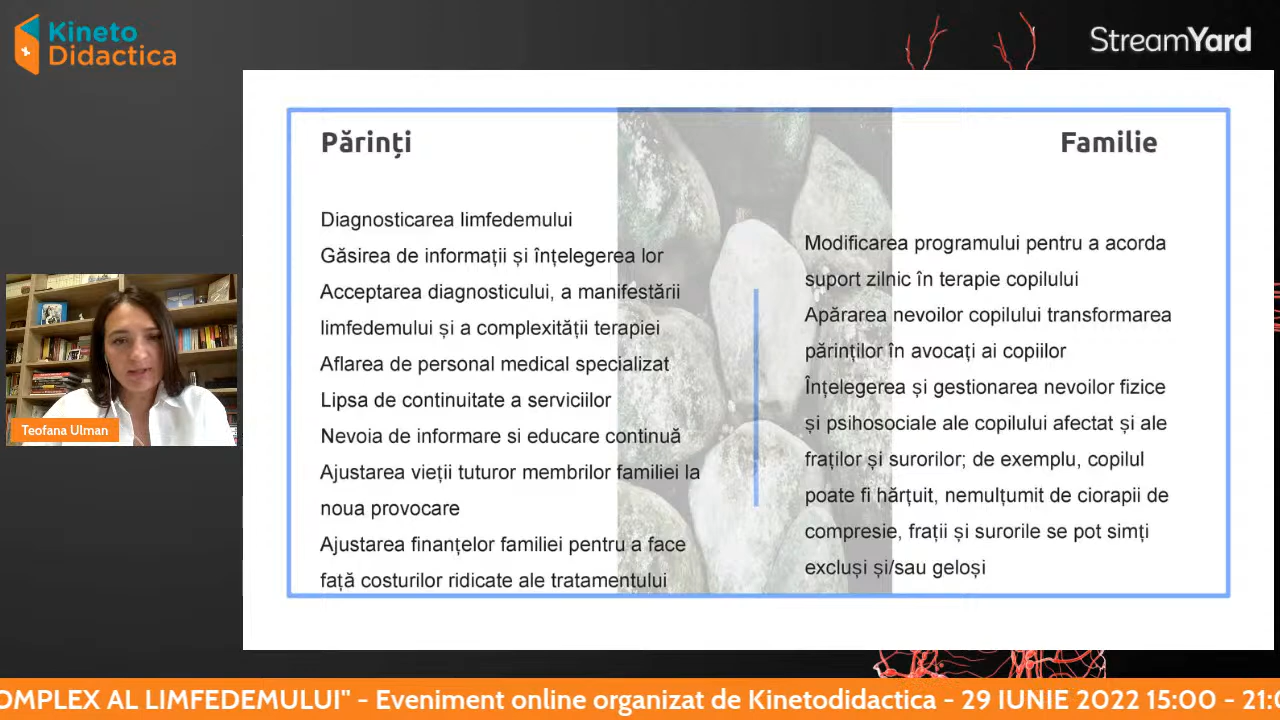 Kineto
Didactica
StreamYard
Părinți
Diagnosticarea limfedemului
Găsirea de informații și înțelegerea lor
Acceptarea diagnosticului, a manifestării
limfedemului și a complexității terapiei
Aflarea de personal medical specializat
Lipsa de continuitate a serviciilor
Nevoia de informare si educare continuă
Ajustarea vieții tuturor membrilor familiei la
noua provocare
Ajustarea finanțelor familiei pentru a face
față costurilor ridicate ale tratamentului
Familie
Modificarea programului pentru a acorda
suport zilnic în terapie copilului
Apărarea nevoilor copilului transformarea
părinților în avocați ai copiilor
Înțelegerea și gestionarea nevoilor fizice
și psihosociale ale copilului afectat și ale
fraților și surorilor; de exemplu, copilul
poate fi hărțuit, nemulțumit de ciorapii de
compresie, frații și surorile se pot simți
excluși și/sau geloși
Teofana Ulman
OMPLEX AL LIMFEDEMULUI" - Eveniment online organizat de Kinetodidactica - 29 IUNIE 2022 15:00 - 21:0